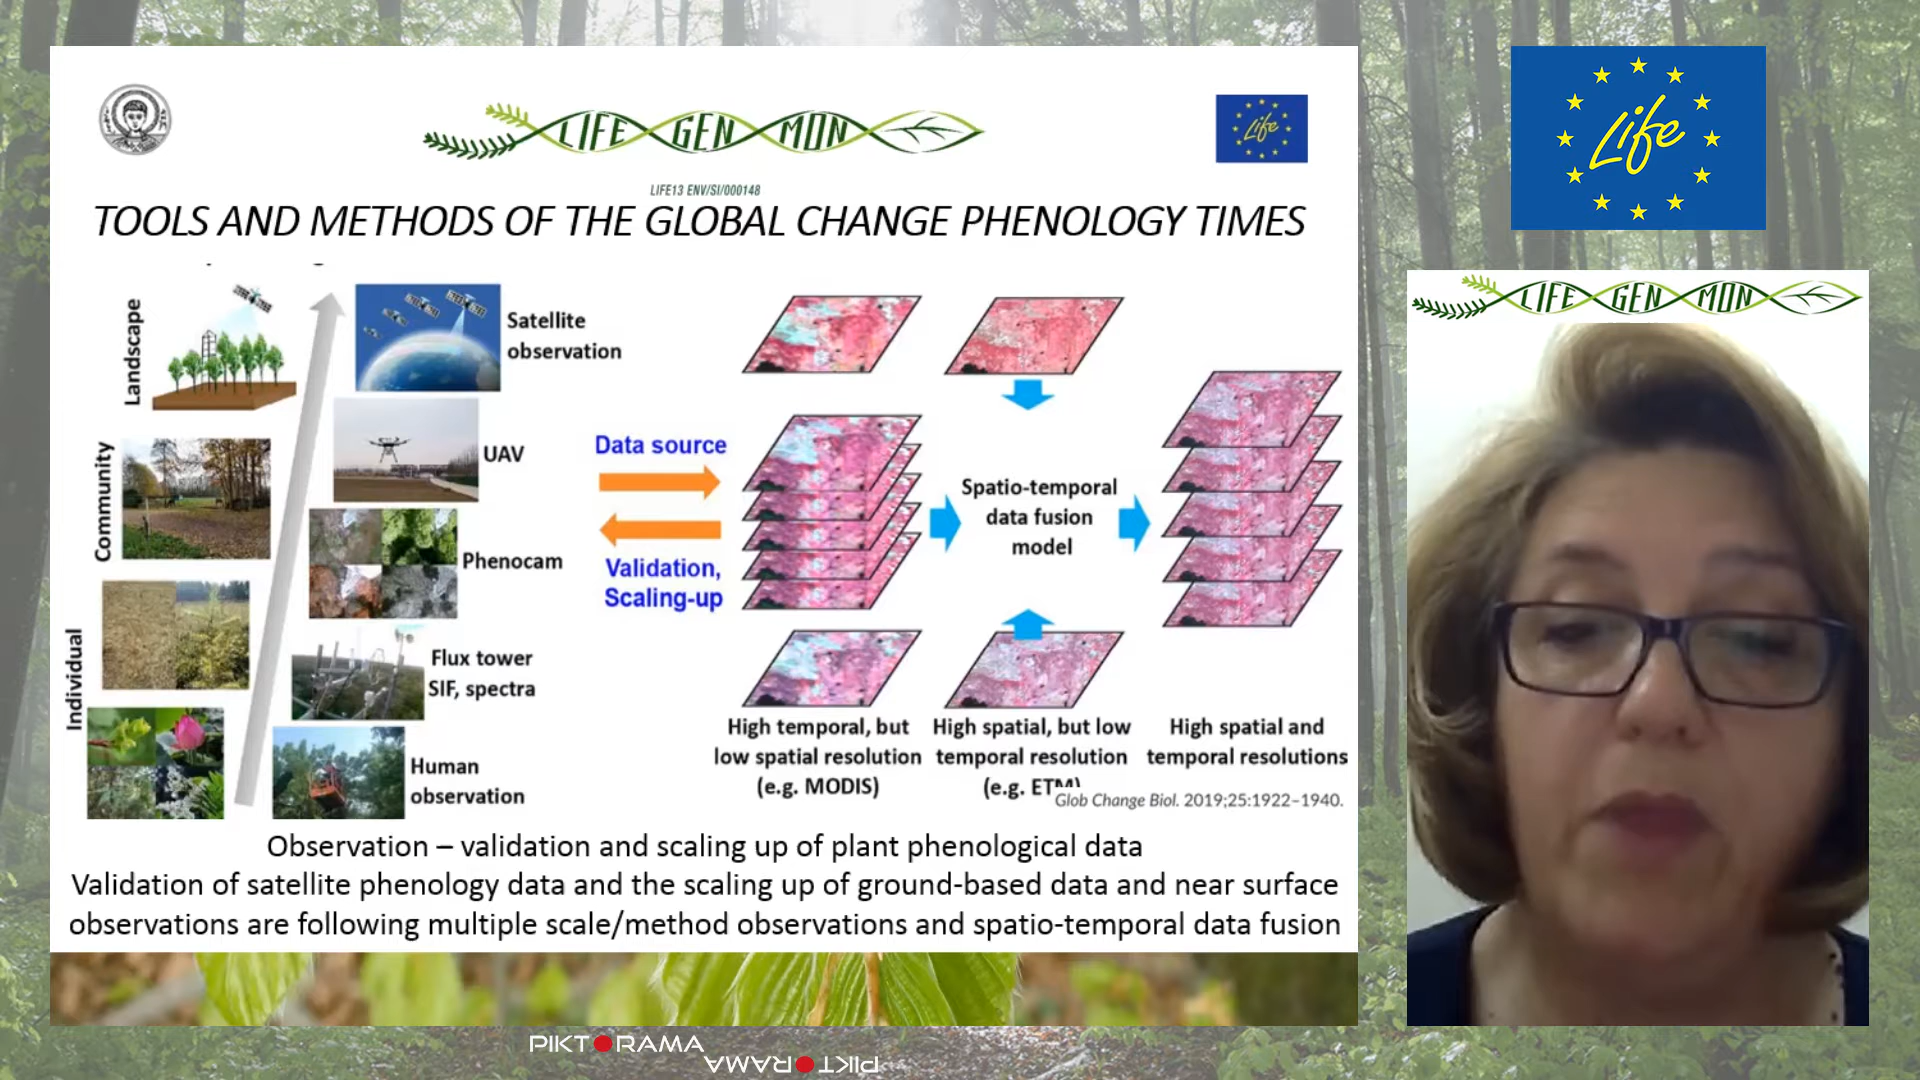 LIFE GEN MON
Life
LIFE13 ENV/SI/000148
TOOLS AND METHODS OF THE GLOBAL CHANGE PHENOLOGY TIMES
Landscape
Community
Individual
Satellite
observation
UAV
Phenocam
Flux tower
SIF, spectra
Human
observation
Data source
Validation,
Scaling-up
Spatio-temporal
data fusion
model
High temporal, but
low spatial resolution
(e.g. MODIS)
High spatial, but low
temporal resolution
(e.g. ETM)
High spatial and
temporal resolutions
Glob Change Biol. 2019;25:1922–1940.
Observation – validation and scaling up of plant phenological data
Validation of satellite phenology data and the scaling up of ground-based data and near surface
observations are following multiple scale/method observations and spatio-temporal data fusion
Life
LIFE GEN MON
PIKTORAMA
PIKTORAMA